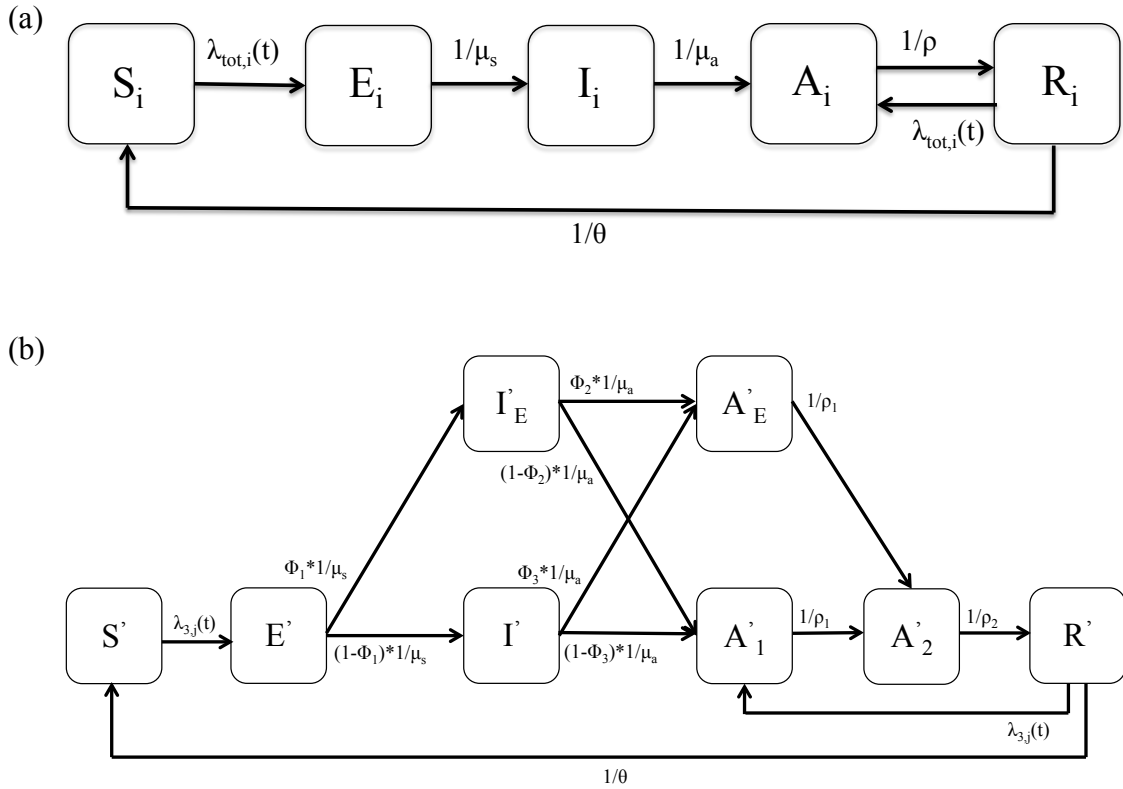 (a)
S_i
λ_tot,i(t)
E_i
1/μ_s
I_i
1/μ_a
A_i
1/ρ
λ_tot,i(t)
R_i
1/θ
(b)
I'_E
Φ_2*1/μ_a
A'_E
1/ρ_1
(1-Φ_2)*1/μ_a
Φ_1*1/μ_s
Φ_3*1/μ_a
S'
λ_3,j(t)
E'
(1-Φ_1)*1/μ_s
I'
(1-Φ_3)*1/μ_a
A'_1
1/ρ_1
A'_2
1/ρ_2
R'
λ_3,j(t)
1/θ